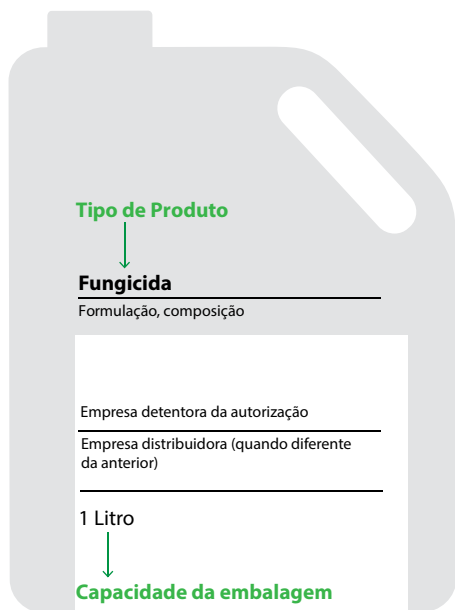 Tipo de Produto
Fungicida
Formulação, composição
Empresa detentora da autorização
Empresa distribuidora (quando diferente
da anterior)
1 Litro
Capacidade da embalagem